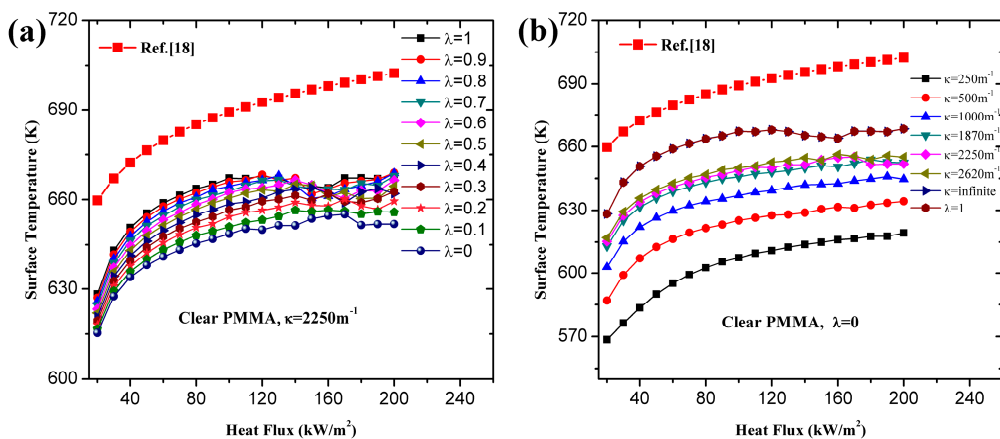 (a)
Ref.[18]
λ=1
λ=0.9
λ=0.8
λ=0.7
λ=0.6
λ=0.5
λ=0.4
λ=0.3
λ=0.2
λ=0.1
λ=0
Clear PMMA, κ=2250m⁻¹
Surface Temperature (K)
720
690
660
630
600
40 80 120 160 200 240
Heat Flux (kW/m²)
(b)
Ref.[18]
κ=250m⁻¹
κ=500m⁻¹
κ=1000m⁻¹
κ=1870m⁻¹
κ=2250m⁻¹
κ=2620m⁻¹
κ=infinite
λ=1
Clear PMMA, λ=0
Surface Temperature (K)
720
690
660
630
600
570
40 80 120 160 200 240
Heat Flux (kW/m²)